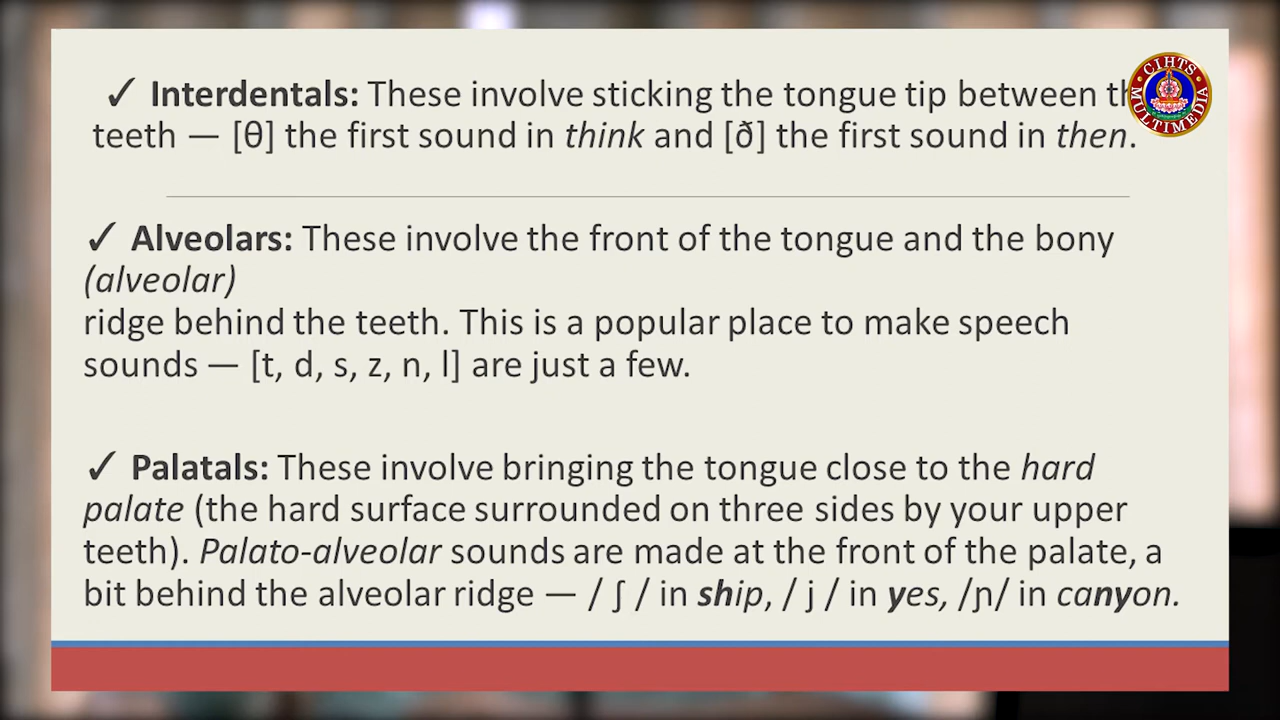 ✓ Interdentals: These involve sticking the tongue tip between
teeth — [θ] the first sound in think and [ð] the first sound in then.
✓ Alveolars: These involve the front of the tongue and the bony
(alveolar)
ridge behind the teeth. This is a popular place to make speech
sounds — [t, d, s, z, n, l] are just a few.
✓ Palatals: These involve bringing the tongue close to the hard
palate (the hard surface surrounded on three sides by your upper
teeth). Palato-alveolar sounds are made at the front of the palate, a
bit behind the alveolar ridge — / ʃ / in ship, / j / in yes, /ɲ/ in canyon.
CIHTS
MULTIMEDIA